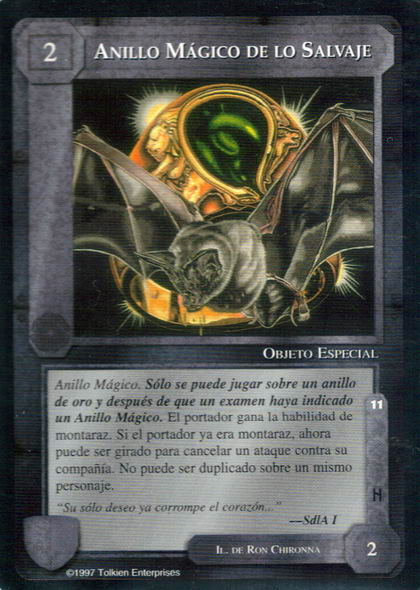 2
ANILLO MÁGICO DE LO SALVAJE
OBJETO ESPECIAL
Anillo Mágico. Sólo se puede jugar sobre un anillo
de oro y después de que un examen haya indicado
un Anillo Mágico. El portador gana la habilidad de
montaraz. Si el portador ya era montaraz, ahora
puede ser girado para cancelar un ataque contra su
compañía. No puede ser duplicado sobre un mismo
personaje.
"Su sólo deseo ya corrompe el corazón..."
—SdlA I
11
IL. DE RON CHIRONNA
2
©1997 Tolkien Enterprises